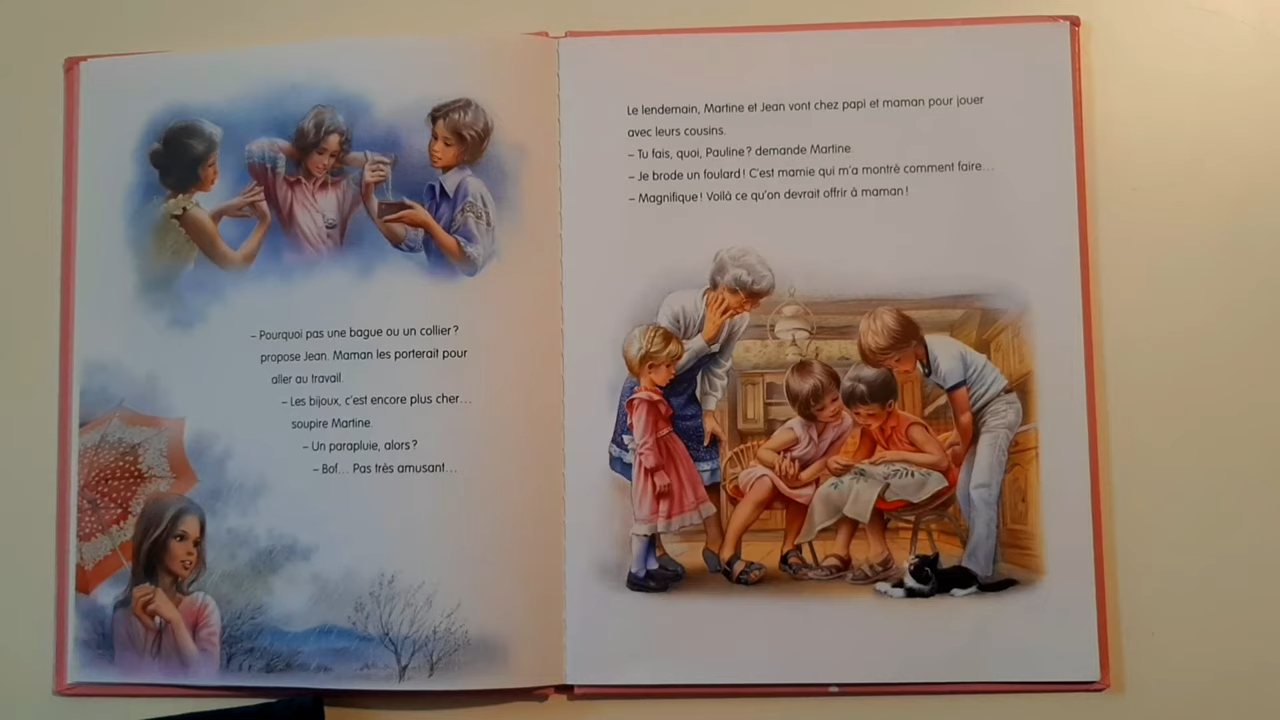 – Pourquoi pas une bague ou un collier ?
propose Jean. Maman les porterait pour
aller au travail.
– Les bijoux, c'est encore plus cher…
soupire Martine.
– Un parapluie, alors ?
– Bof… Pas très amusant…
Le lendemain, Martine et Jean vont chez papi et maman pour jouer
avec leurs cousins.
– Tu fais, quoi, Pauline ? demande Martine.
– Je brode un foulard ! C'est mamie qui m'a montré comment faire…
– Magnifique ! Voilà ce qu'on devrait offrir à maman !